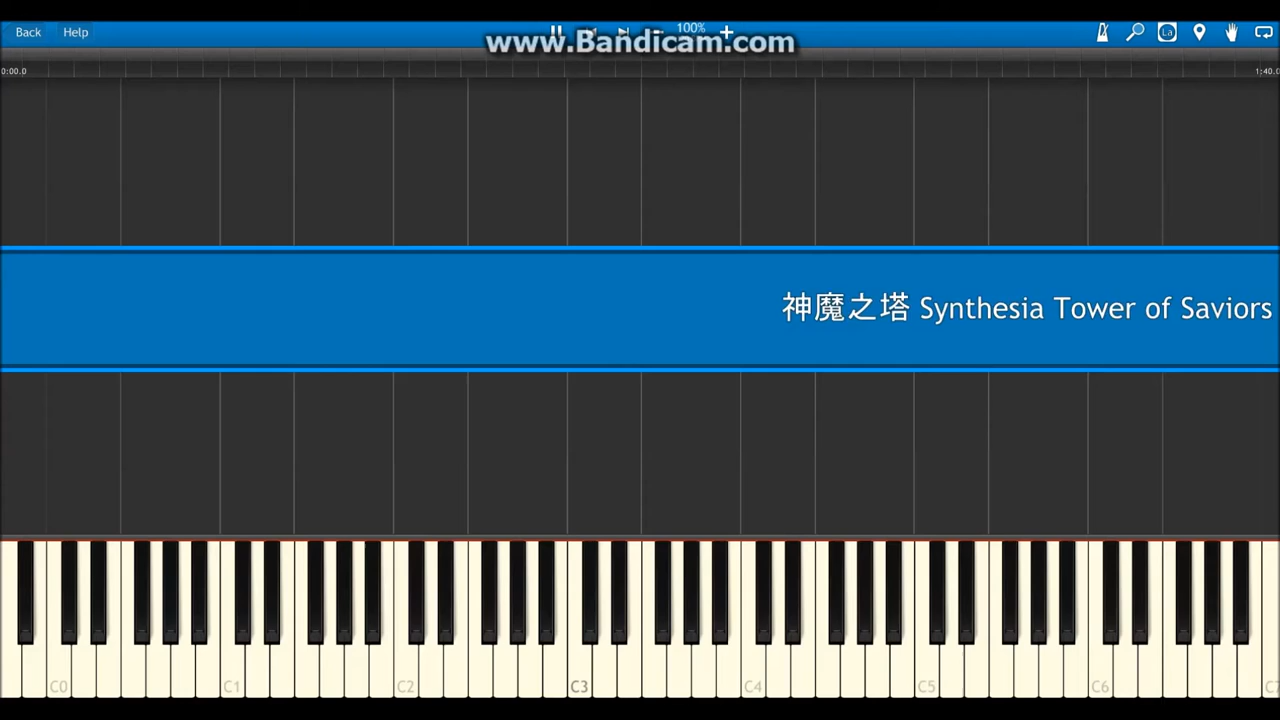 Back Help 100% www.Bandicam.com La
0:00.0 1:40.0
神魔之塔 Synthesia Tower of Saviors
C0 C1 C2 C3 C4 C5 C6